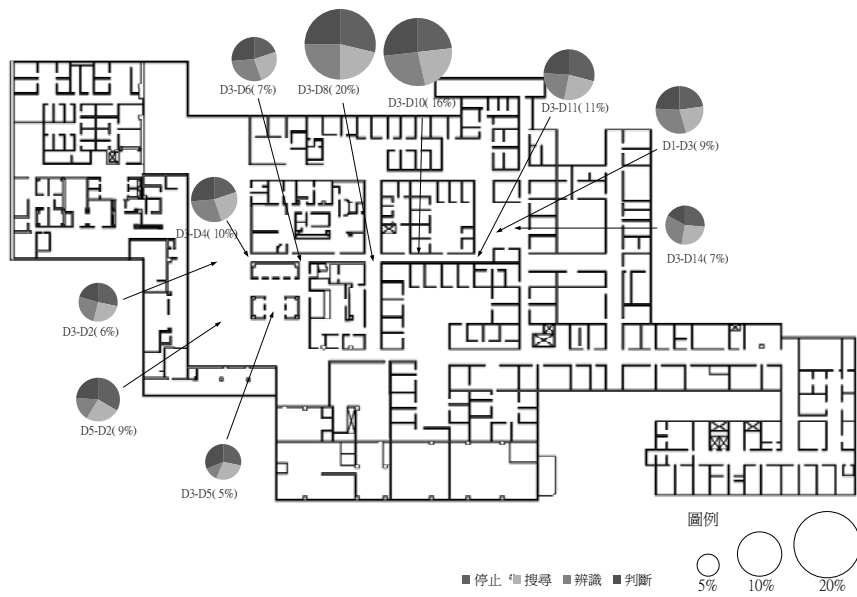 D3-D6( 7%)
D3-D8( 20%)
D3-D10( 16%)
D3-D11( 11%)
D1-D3( 9%)
D3-D4( 10%)
D3-D14( 7%)
D3-D2( 6%)
D5-D2( 9%)
D3-D5( 5%)
圖例
停止 搜尋 辨識 判斷
5% 10% 20%